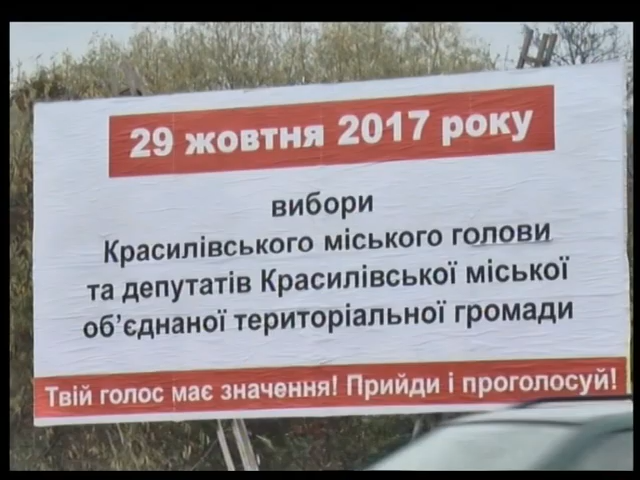 29 жовтня 2017 року
вибори
Красилівського міського голови
та депутатів Красилівської міської
об’єднаної територіальної громади
Твій голос має значення! Прийди і проголосуй!